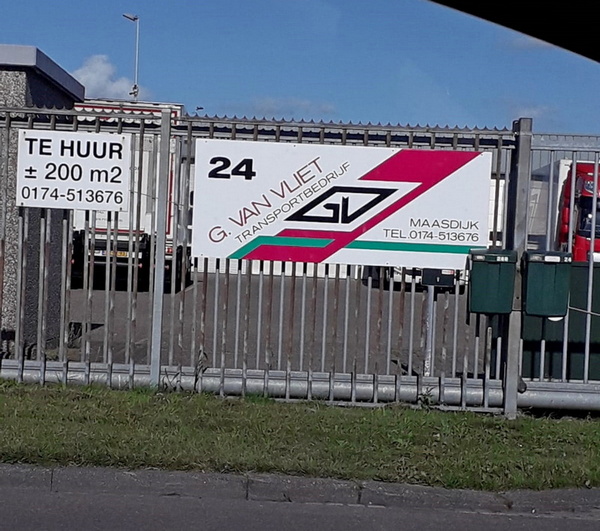 TE HUUR
± 200 m2
0174-513676
24
G. VAN VLIET
TRANSPORTBEDRIJF
GV
MAASDIJK
TEL.0174-513676